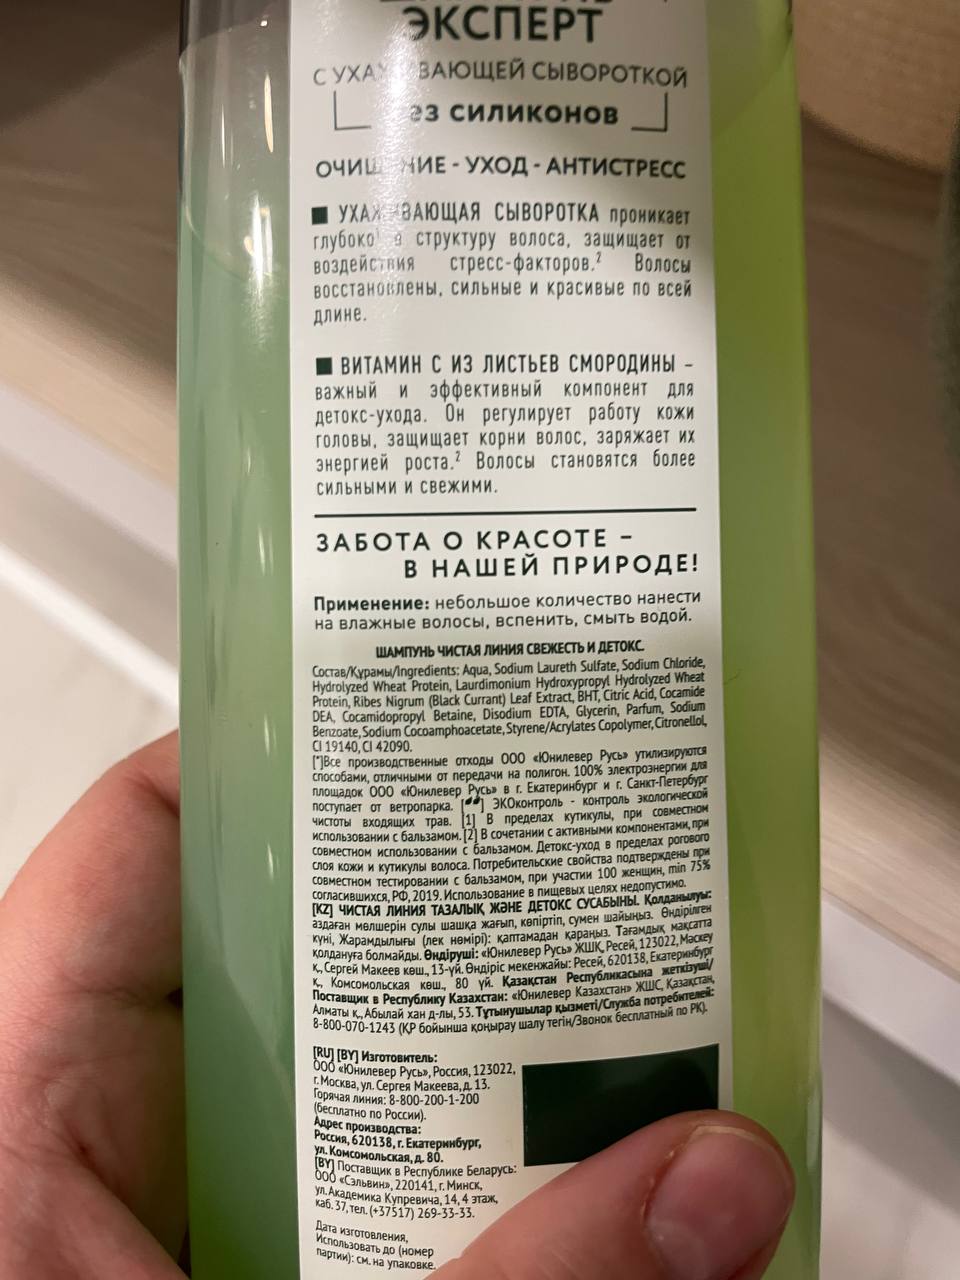 ЭКСПЕРТ
С УХАЖИВАЮЩЕЙ СЫВОРОТКОЙ
ез СИЛИКОНОВ
ОЧИЩЕНИЕ - УХОД - АНТИСТРЕСС
УХАЖИВАЮЩАЯ СЫВОРОТКА проникает
глубоко¹ в структуру волоса, защищает от
воздействия стресс-факторов.² Волосы
восстановлены, сильные и красивые по всей
длине.
ВИТАМИН С ИЗ ЛИСТЬЕВ СМОРОДИНЫ –
важный и эффективный компонент для
детокс-ухода. Он регулирует работу кожи
головы, защищает корни волос, заряжает их
энергией роста.² Волосы становятся более
сильными и свежими.
ЗАБОТА О КРАСОТЕ –
В НАШЕЙ ПРИРОДЕ!
Применение: небольшое количество нанести
на влажные волосы, вспенить, смыть водой.
ШАМПУНЬ ЧИСТАЯ ЛИНИЯ СВЕЖЕСТЬ И ДЕТОКС.
Состав/Құрамы/Ingredients: Aqua, Sodium Laureth Sulfate, Sodium Chloride,
Hydrolyzed Wheat Protein, Laurdimonium Hydroxypropyl Hydrolyzed Wheat
Protein, Ribes Nigrum (Black Currant) Leaf Extract, BHT, Citric Acid, Cocamide
DEA, Cocamidopropyl Betaine, Disodium EDTA, Glycerin, Parfum, Sodium
Benzoate, Sodium Cocoamphoacetate, Styrene/Acrylates Copolymer, Citronellol,
CI 19140, CI 42090.
[*]Все производственные отходы ООО «Юнилевер Русь» утилизируются
способами, отличными от передачи на полигон. 100% электроэнергии для
площадок ООО «Юнилевер Русь» в г. Екатеринбург и г. Санкт-Петербург
поступает от ветропарка. [ ] ЭКОконтроль - контроль экологической
чистоты входящих трав. [1] В пределах кутикулы, при совместном
использовании с бальзамом. [2] В сочетании с активными компонентами, при
совместном использовании с бальзамом. Детокс-уход в пределах рогового
слоя кожи и кутикулы волоса. Потребительские свойства подтверждены при
совместном тестировании с бальзамом, при участии 100 женщин, min 75%
согласившихся, РФ, 2019. Использование в пищевых целях недопустимо.
[KZ] ЧИСТАЯ ЛИНИЯ ТАЗАЛЫҚ ЖӘНЕ ДЕТОКС СУСАБЫНЫ. Қолданылуы:
аздаған мөлшерін сулы шашқа жағып, көпіртіп, сумен шайыңыз. Өндірілген
күні, Жарамдылығы (лек нөмірі): қаптамадан қараңыз. Тағамдық мақсатта
қолдануға болмайды. Өндіруші: «Юнилевер Русь» ЖШҚ, Ресей, 123022, Маскеу
қ., Сергей Макеев көш., 13-үй. Өндіріс мекенжайы: Ресей, 620138, Екатеринбург
қ., Комсомольская көш., 80 үй. Қазақстан Республикасына жеткізуші/
Поставщик в Республику Казахстан: «Юнилевер Казахстан» ЖШС, Қазақстан,
Алматы қ., Абылай хан д-лы, 53. Тұтынушылар қызметі/Служба потребителей:
8-800-070-1243 (ҚР бойынша қоңырау шалу тегін/Звонок бесплатный по РК).
[RU] [BY] Изготовитель:
ООО «Юнилевер Русь», Россия, 123022,
г. Москва, ул. Сергея Макеева, д. 13.
Горячая линия: 8-800-200-1-200
(бесплатно по России).
Адрес производства:
Россия, 620138, г. Екатеринбург,
ул. Комсомольская, д. 80.
[BY] Поставщик в Республике Беларусь:
ООО «Сэльвин», 220141, г. Минск,
ул. Академика Купревича, 14, 4 этаж,
каб. 37, тел. (+37517) 269-33-33.
Дата изготовления,
Использовать до (номер
партии): см. на упаковке.